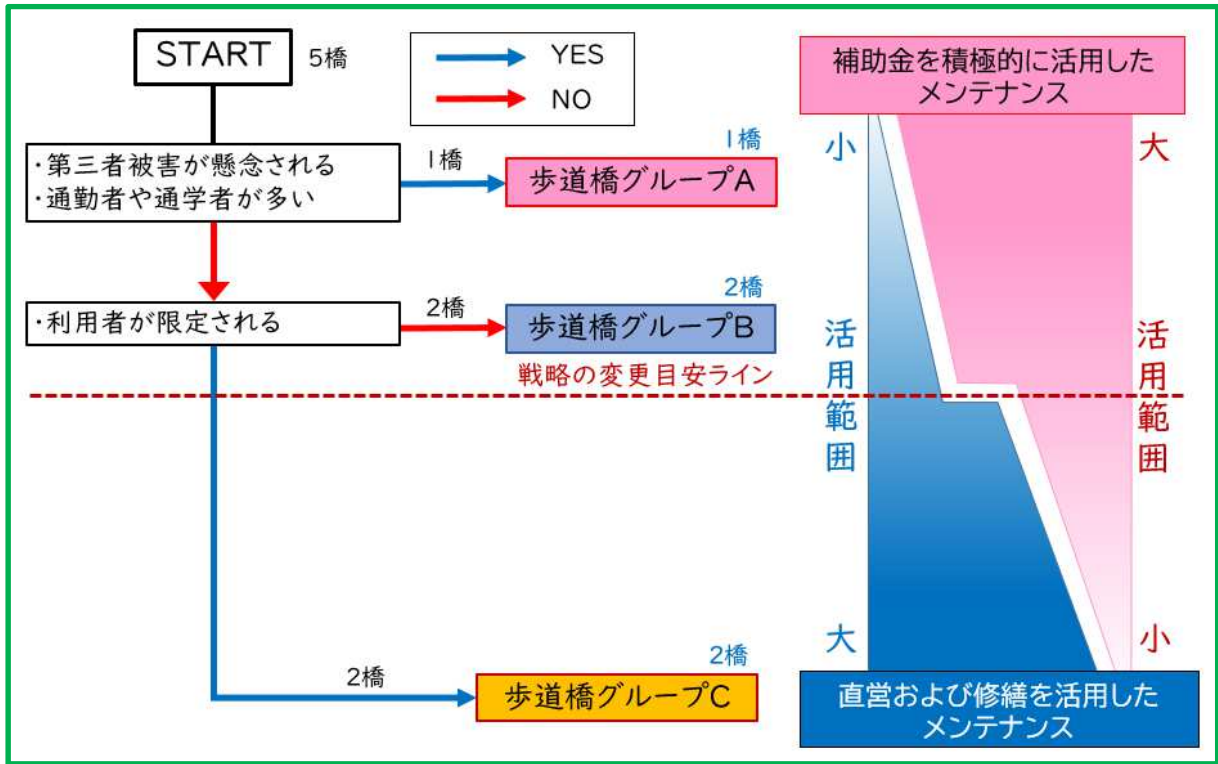 START
5橋
YES
NO
・第三者被害が懸念される
・通勤者や通学者が多い
1橋
1橋
歩道橋グループA
・利用者が限定される
2橋
2橋
歩道橋グループB
戦略の変更目安ライン
2橋
2橋
歩道橋グループC
補助金を積極的に活用した
メンテナンス
小
活用範囲
大
大
活用範囲
小
直営および修繕を活用した
メンテナンス